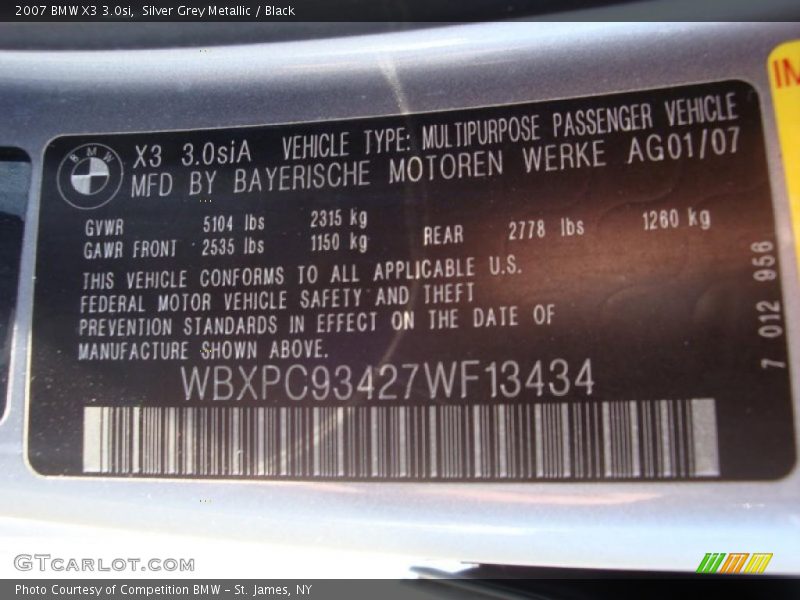 2007 BMW X3 3.0si, Silver Grey Metallic / Black
IM
BMW
X3 3.0siA VEHICLE TYPE: MULTIPURPOSE PASSENGER VEHICLE
MFD BY BAYERISCHE MOTOREN WERKE AG01/07
GVWR 5104 lbs 2315 kg
GAWR FRONT 2535 lbs 1150 kg REAR 2778 lbs 1260 kg
THIS VEHICLE CONFORMS TO ALL APPLICABLE U.S.
FEDERAL MOTOR VEHICLE SAFETY AND THEFT
PREVENTION STANDARDS IN EFFECT ON THE DATE OF
MANUFACTURE SHOWN ABOVE.
7 012 956
WBXPC93427WF13434
GTCARLOT.COM
Photo Courtesy of Competition BMW – St. James, NY